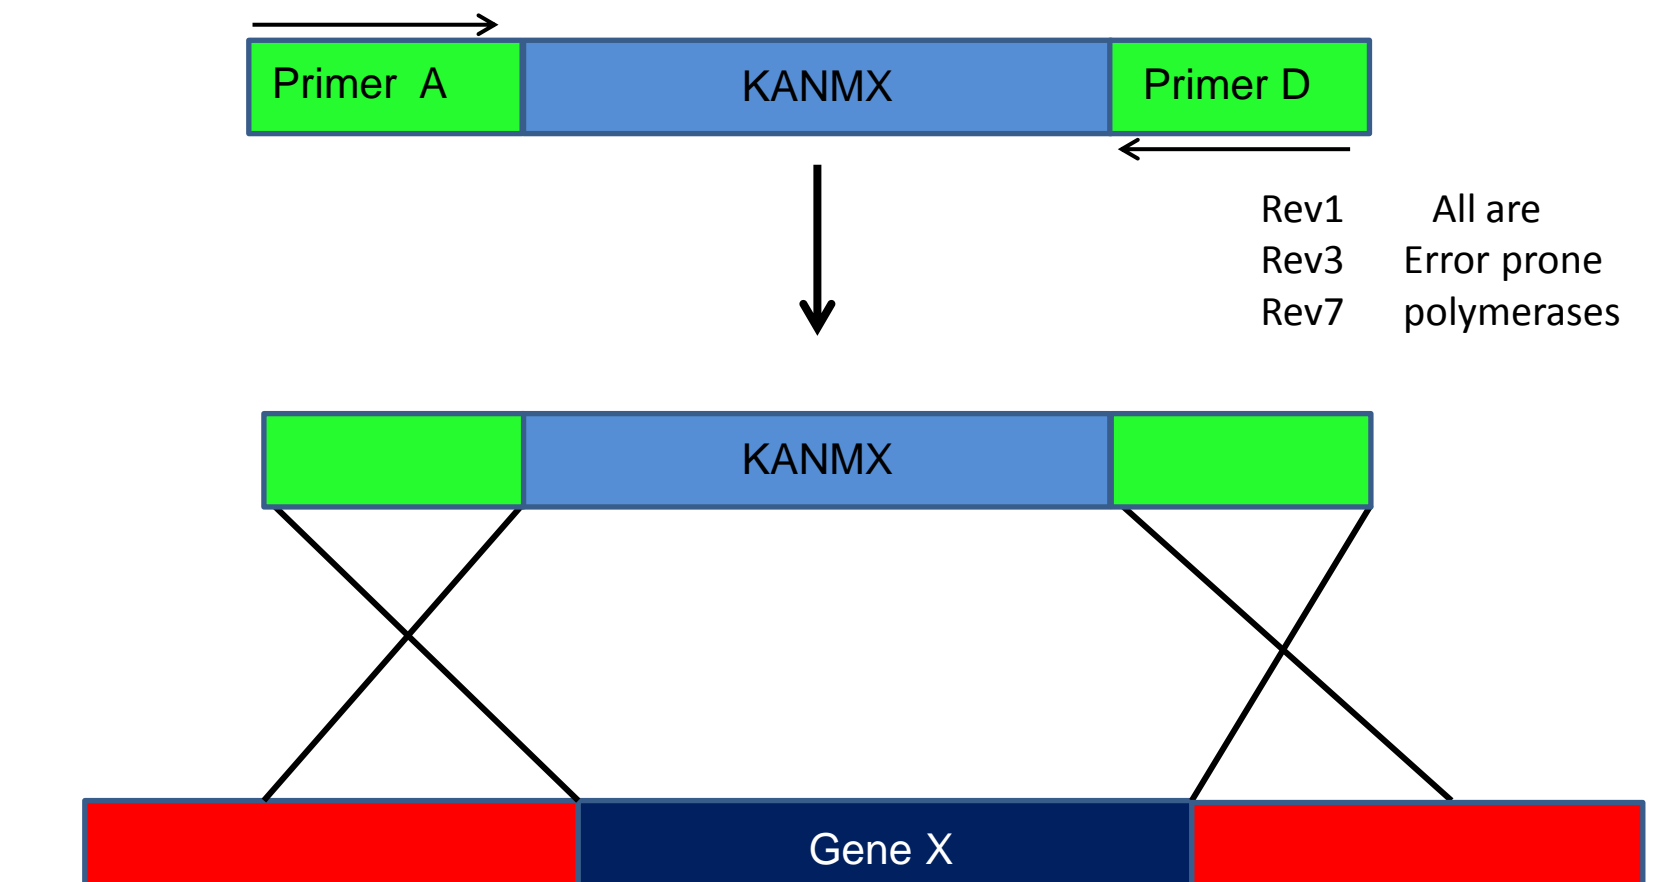 Primer  A
KANMX
Primer D
Rev1 All are
Rev3 Error prone
Rev7 polymerases
KANMX
Gene X